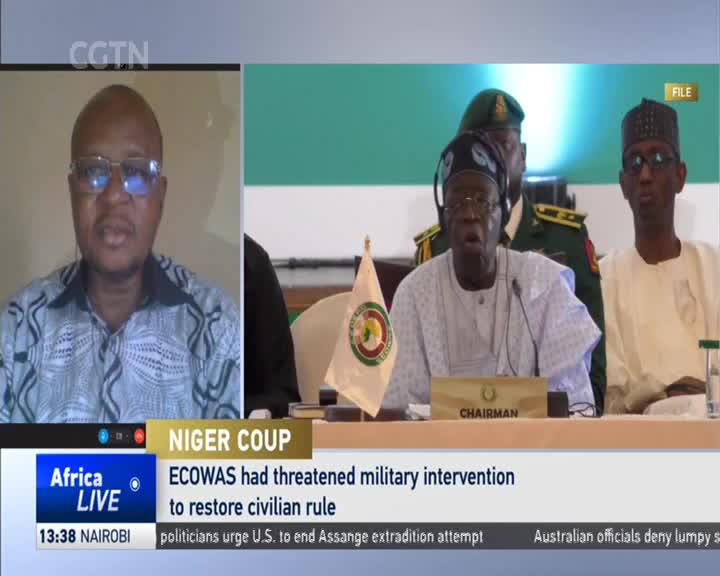 CGTN
FILE
CHAIRMAN
NIGER COUP
ECOWAS had threatened military intervention
to restore civilian rule
Africa
LIVE
13:38 NAIROBI
politicians urge U.S. to end Assange extradition attempt Australian officials deny lumpy s